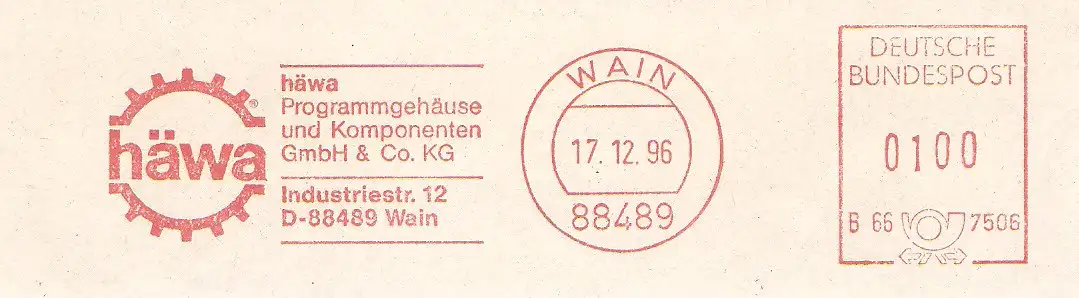 häwa
®
häwa
Programmgehäuse
und Komponenten
GmbH & Co. KG
Industriestr. 12
D-88489 Wain
WAIN
17.12.96
88489
DEUTSCHE
BUNDESPOST
0100
B 66 7506